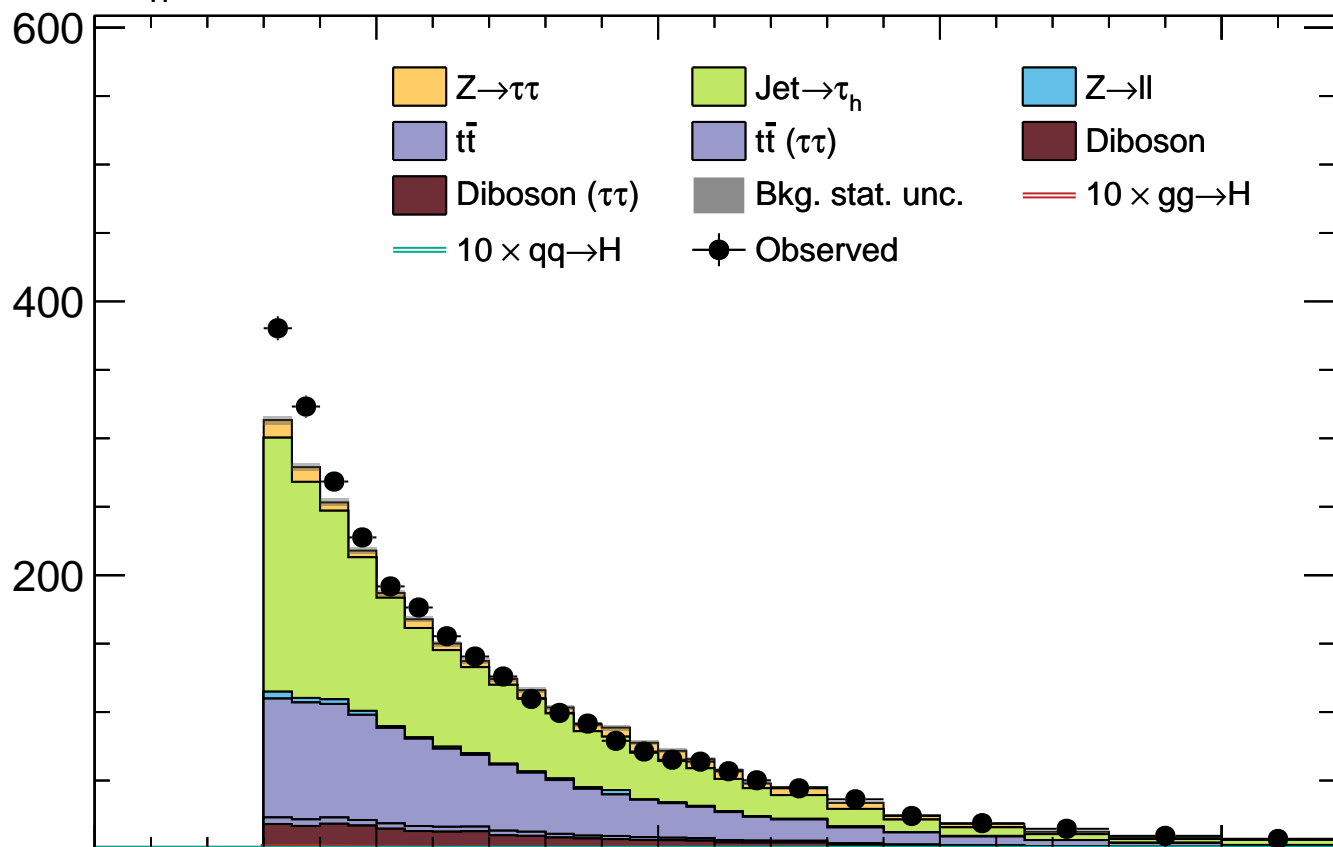 600
Z→ττ Jet→τh Z→ll
tt̄ tt̄ (ττ) Diboson
Diboson (ττ) Bkg. stat. unc. 10 × gg→H
10 × qq→H Observed
400
200